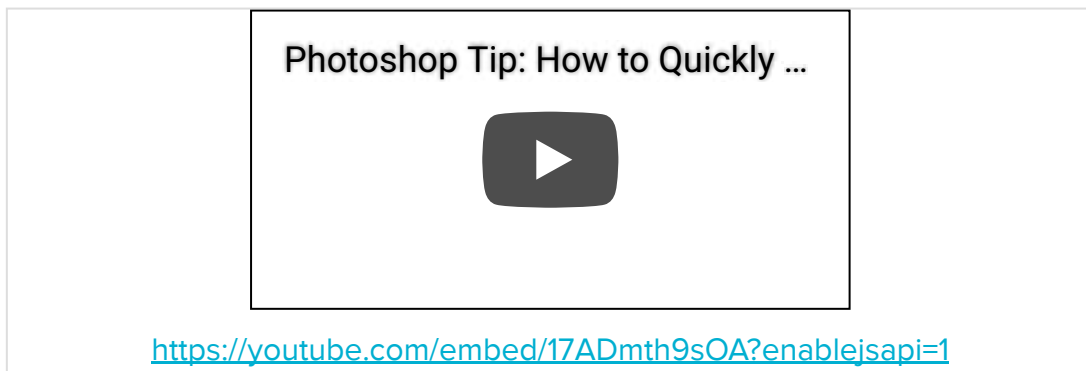 Photoshop Tip: How to Quickly ...
https://youtube.com/embed/17ADmth9sOA?enablejsapi=1